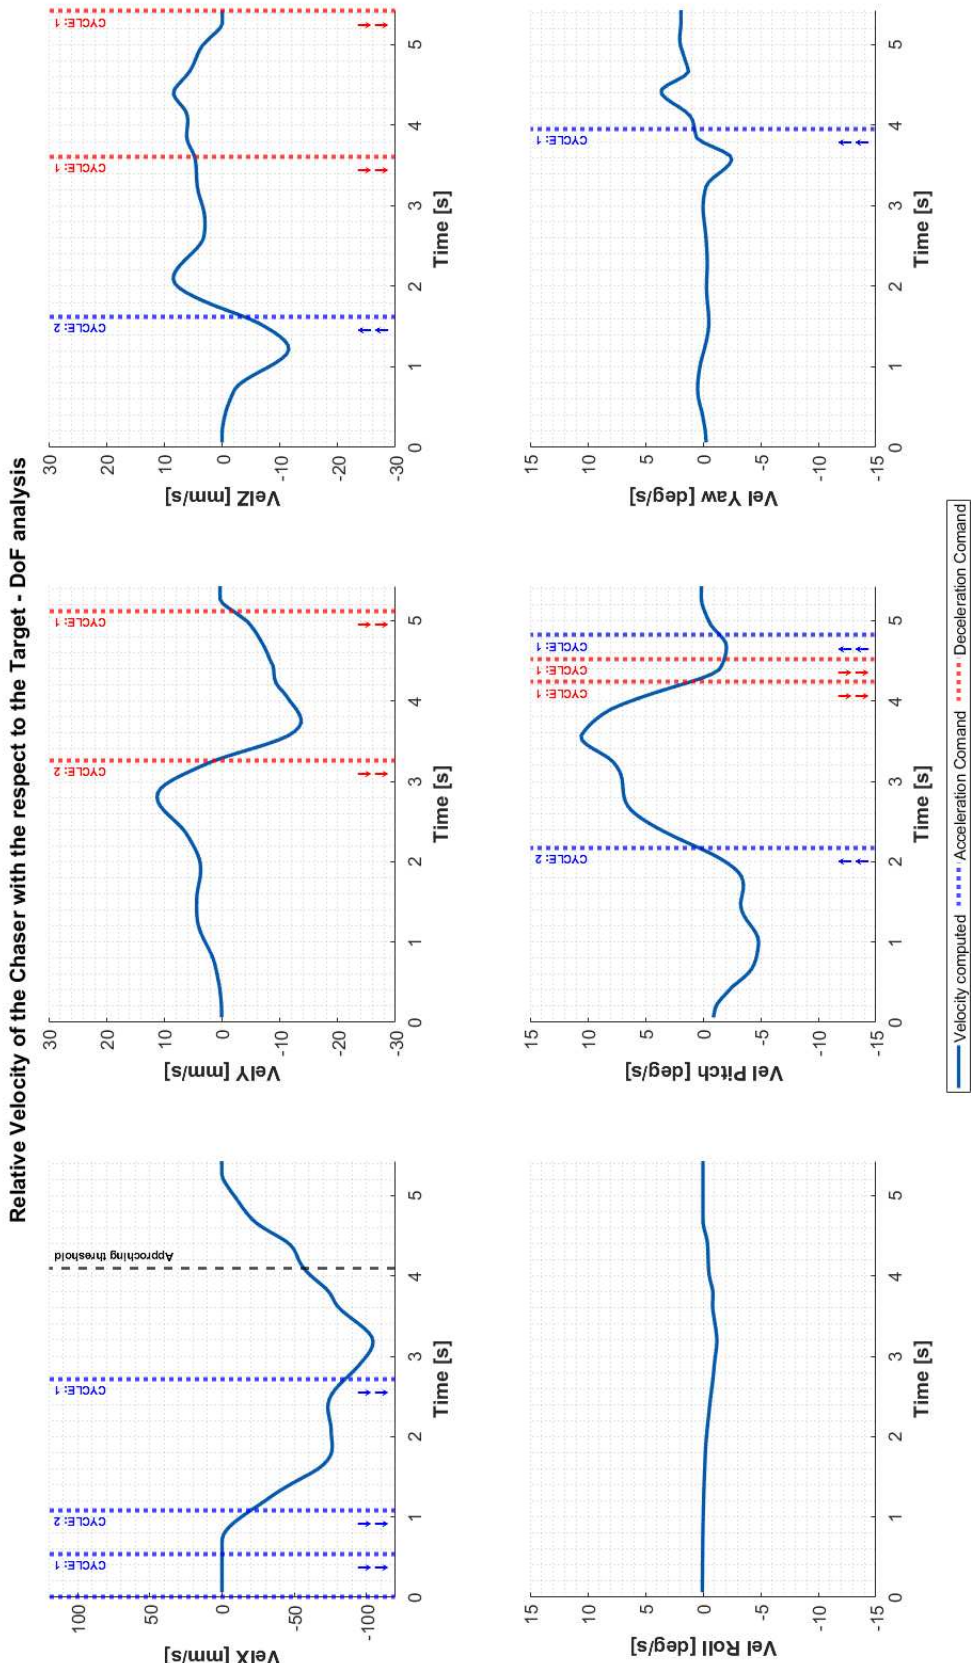 Relative Velocity of the Chaser with the respect to the Target - DoF analysis
VelX [mm/s]
100
50
0
-50
-100
CYCLE: 1
CYCLE: 2
CYCLE: 1
Approching threshold
0
1
2
3
4
5
Time [s]
VelY [mm/s]
30
20
10
0
-10
-20
-30
CYCLE: 2
CYCLE: 1
0
1
2
3
4
5
Time [s]
VelZ [mm/s]
30
20
10
0
-10
-20
-30
CYCLE: 2
CYCLE: 1
CYCLE: 1
0
1
2
3
4
5
Time [s]
Vel Roll [deg/s]
15
10
5
0
-5
-10
-15
0
1
2
3
4
5
Time [s]
Vel Pitch [deg/s]
15
10
5
0
-5
-10
-15
CYCLE: 2
CYCLE: 1
CYCLE: 1
CYCLE: 1
0
1
2
3
4
5
Time [s]
Vel Yaw [deg/s]
15
10
5
0
-5
-10
-15
CYCLE: 1
0
1
2
3
4
5
Time [s]
Velocity computed
Acceleration Comand
Deceleration Comand